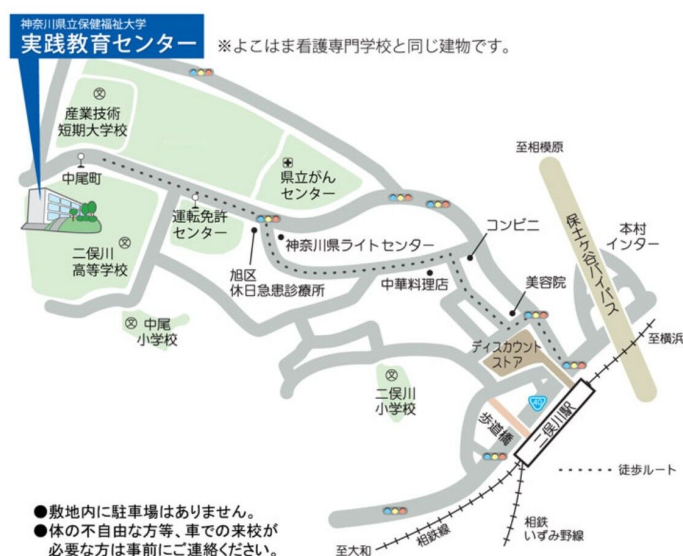 神奈川県立保健福祉大学
実践教育センター
※よこはま看護専門学校と同じ建物です。
産業技術
短期大学校
中尾町
県立がん
センター
運転免許
センター
二俣川
高等学校
旭区
休日急患診療所
神奈川県ライトセンター
中華料理店
コンビニ
美容院
至相模原
保土ヶ谷バイパス
本村
インター
中尾
小学校
二俣川
小学校
ディスカウント
ストア
至横浜
40
歩道橋
二俣川駅
徒歩ルート
相鉄
いずみ野線
相鉄線
至大和
●敷地内に駐車場はありません。
●体の不自由な方等、車での来校が
必要な方は事前にご連絡ください。
文
文
文
文